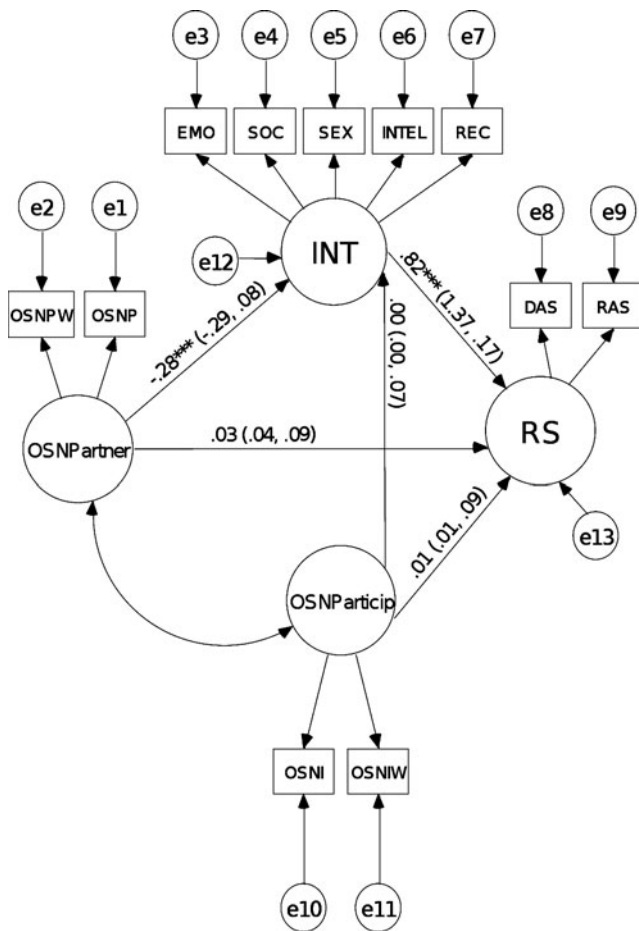 e3
e4
e5
e6
e7
EMO
SOC
SEX
INTEL
REC
e2
e1
e8
e9
e12
INT
OSNPW
OSNP
DAS
RAS
-.28*** (-.29, .08)
.82*** (1.37, .17)
.00 (.00, .07)
OSNPartner
.03 (.04, .09)
RS
.01 (.01, .09)
e13
OSNParticip
OSNI
OSNIW
e10
e11